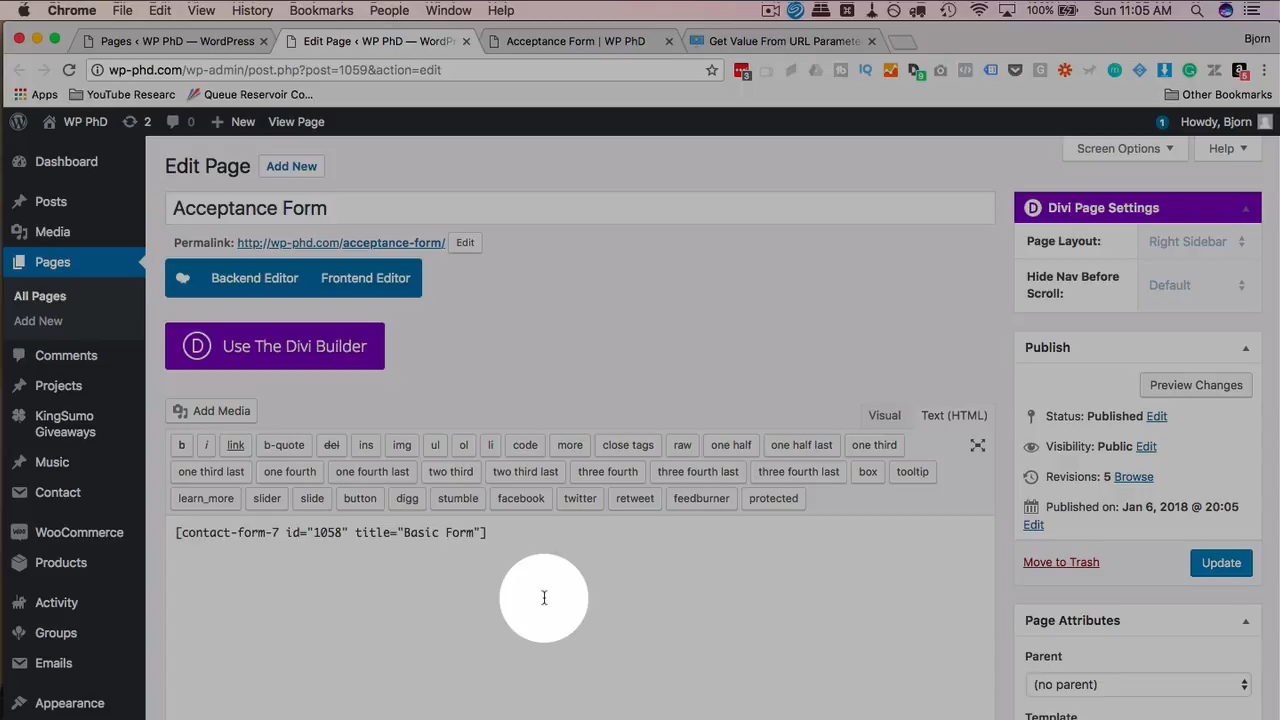 Chrome File Edit View History Bookmarks People Window Help 100% Sun 11:05 AM
Pages ‹ WP PhD — WordPress Edit Page ‹ WP PhD — WordPr Acceptance Form | WP PhD Get Value From URL Paramete Bjorn
wp-phd.com/wp-admin/post.php?post=1059&action=edit
Apps YouTube Researc Queue Reservoir Co... Other Bookmarks
WP PhD 2 0 New View Page 1 Howdy, Bjorn
Screen Options Help
Dashboard
Posts
Media
Pages
All Pages
Add New
Comments
Projects
KingSumo
Giveaways
Music
Contact
WooCommerce
Products
Activity
Groups
Emails
Appearance
Edit Page Add New
Acceptance Form
Permalink: http://wp-phd.com/acceptance-form/ Edit
Backend Editor Frontend Editor
D Use The Divi Builder
Add Media Visual Text (HTML)
b i link b-quote del ins img ul ol li code more close tags raw one half one half last one third
one third last one fourth one fourth last two third two third last three fourth three fourth last three fourth last box tooltip
learn_more slider slide button digg stumble facebook twitter retweet feedburner protected
[contact-form-7 id="1058" title="Basic Form"]
D Divi Page Settings
Page Layout: Right Sidebar
Hide Nav Before
Scroll: Default
Publish
Preview Changes
Status: Published Edit
Visibility: Public Edit
Revisions: 5 Browse
Published on: Jan 6, 2018 @ 20:05
Edit
Move to Trash Update
Page Attributes
Parent
(no parent)
Template